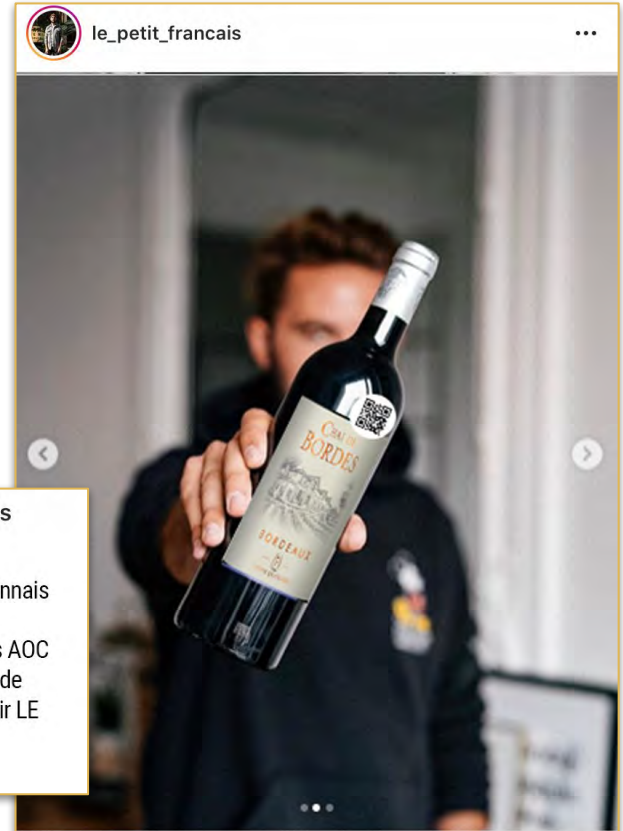 le_petit_francais
CHAI DE
BORDES
BORDEAUX
s
nnais
s AOC
de
ir LE